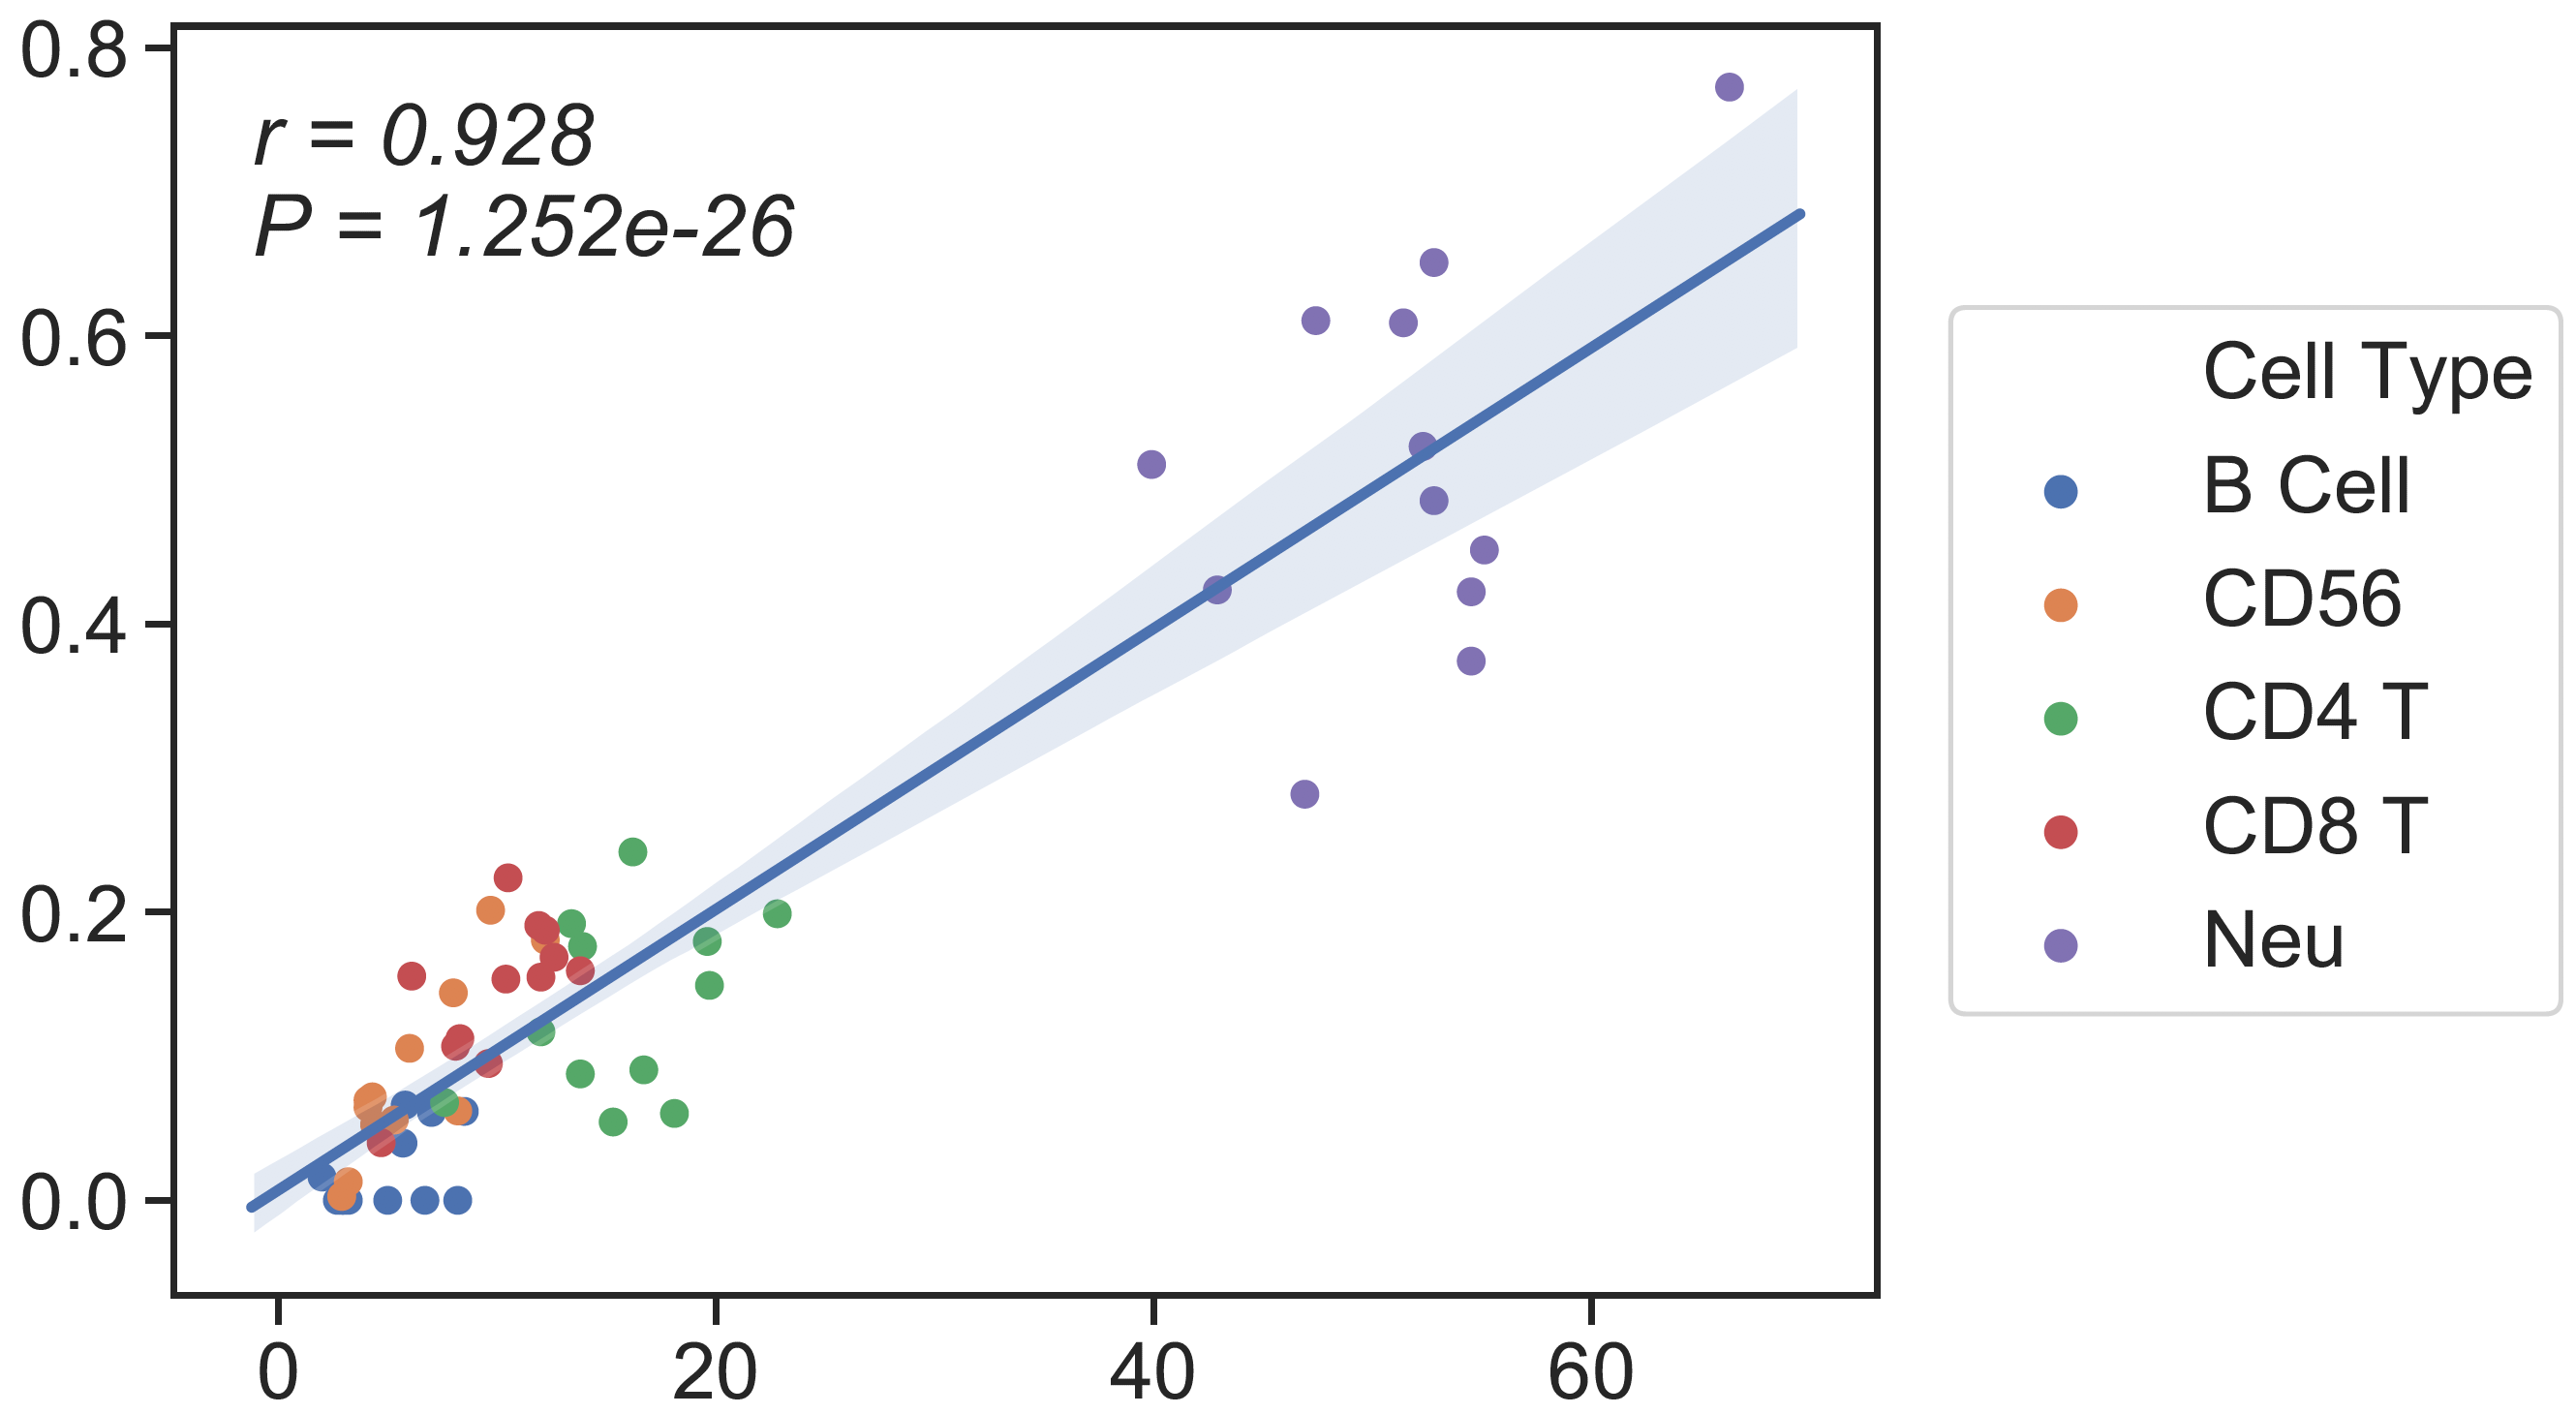 r = 0.928
P = 1.252e-26
0.8
0.6
0.4
0.2
0.0
0
20
40
60
Cell Type
B Cell
CD56
CD4 T
CD8 T
Neu